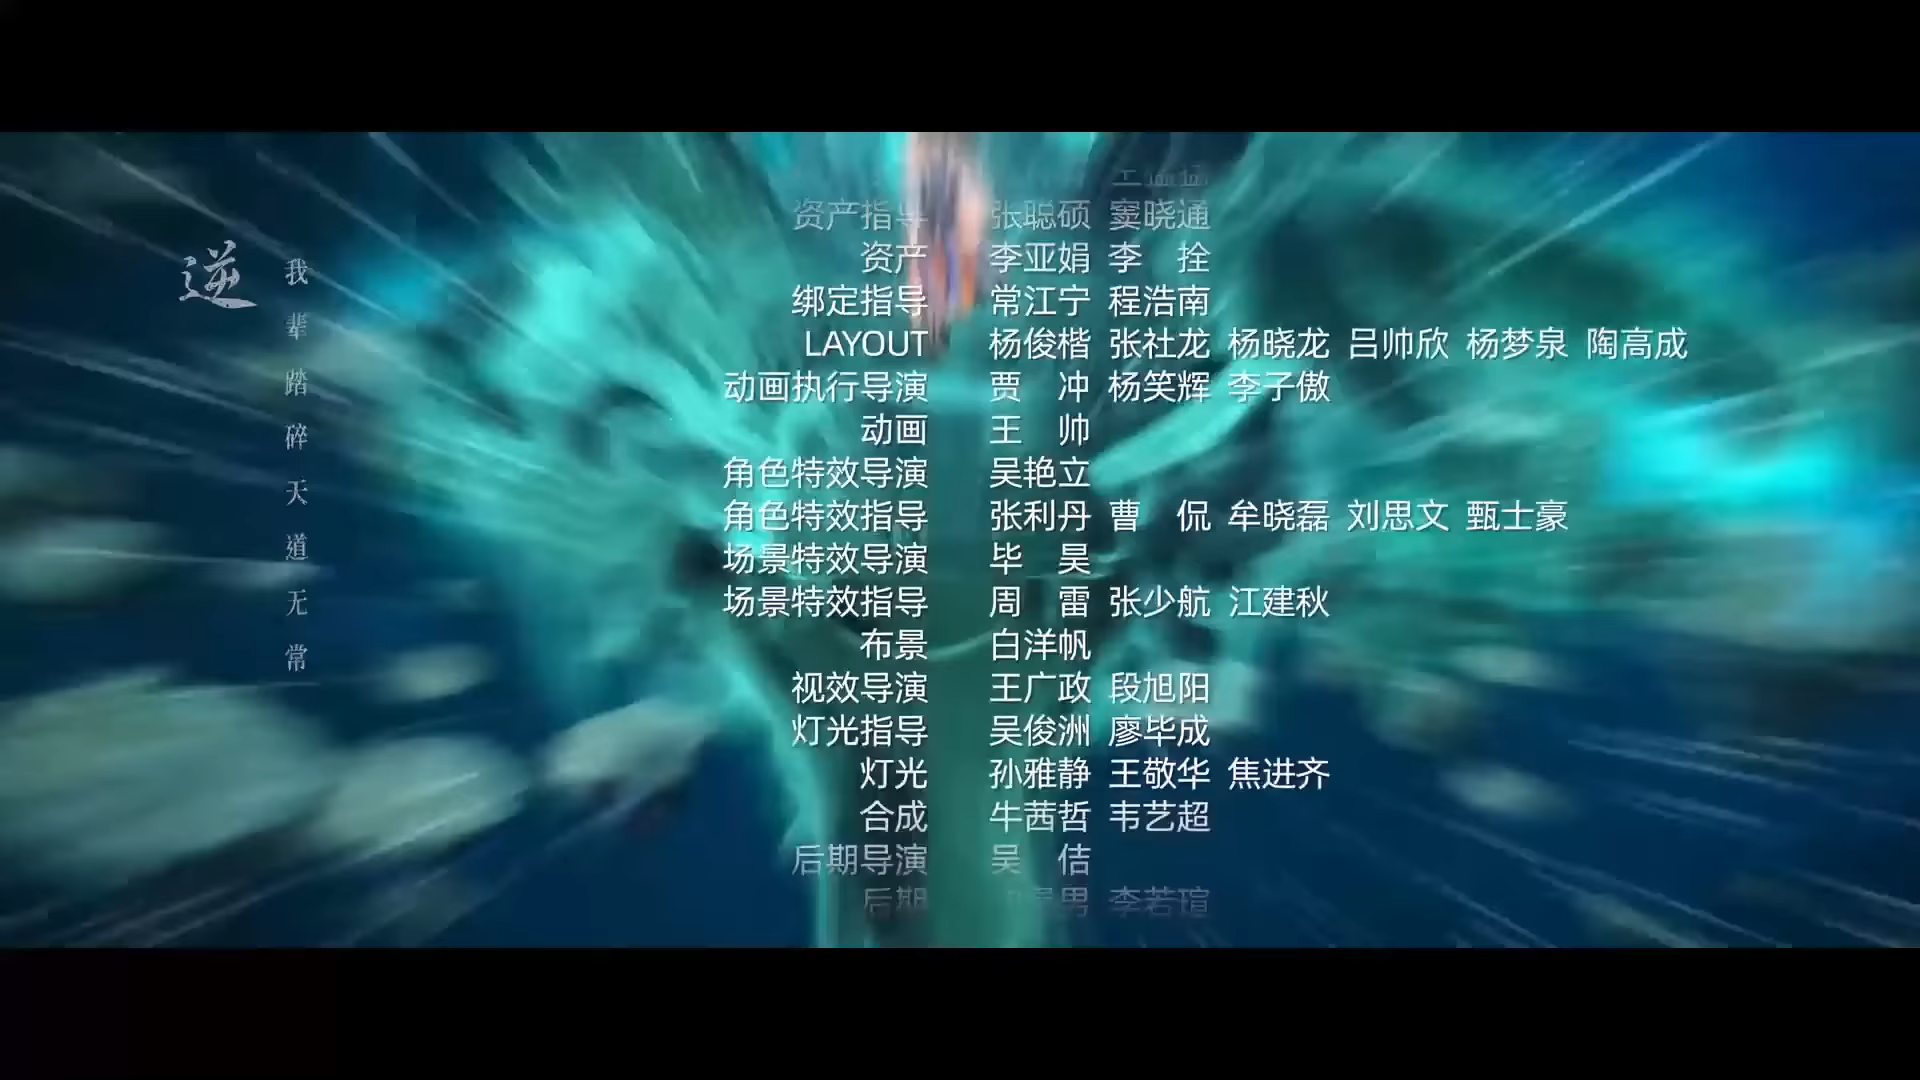 逆
我辈踏碎天道无常
资产指导 张聪硕 窦晓通
资产 李亚娟 李 拴
绑定指导 常江宁 程浩南
LAYOUT 杨俊楷 张社龙 杨晓龙 吕帅欣 杨梦泉 陶高成
动画执行导演 贾 冲 杨笑辉 李子傲
动画 王 帅
角色特效导演 吴艳立
角色特效指导 张利丹 曹 侃 牟晓磊 刘思文 甄士豪
场景特效导演 毕 昊
场景特效指导 周 雷 张少航 江建秋
布景 白洋帆
视效导演 王广政 段旭阳
灯光指导 吴俊洲 廖毕成
灯光 孙雅静 王敬华 焦进齐
合成 牛茜哲 韦艺超
后期导演 吴 佶
后期 李若瑄